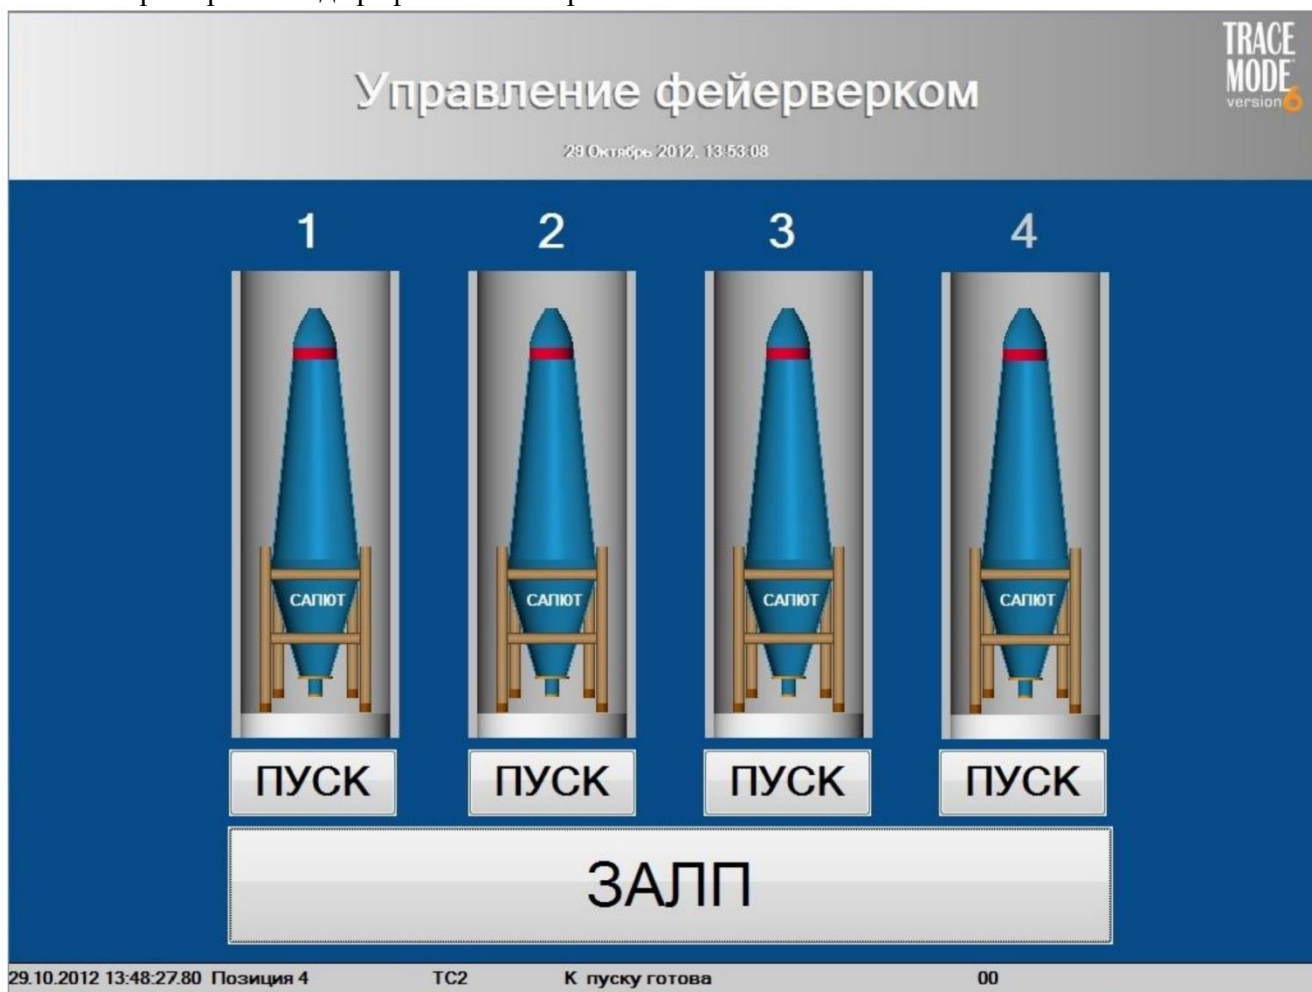 TRACE
MODE
version 6
Управление фейерверком
29 Октябрь 2012, 13:53:08
1 2 3 4
САЛЮТ САЛЮТ САЛЮТ САЛЮТ
ПУСК ПУСК ПУСК ПУСК
ЗАЛП
29.10.2012 13:48:27.80 Позиция 4 ТС2 К пуску готова 00